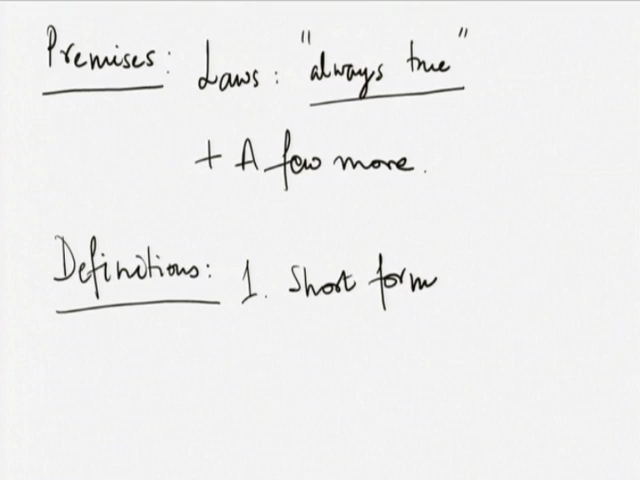 Premises: Laws: "always true"
+ A few more.
Definitions: 1. Short form